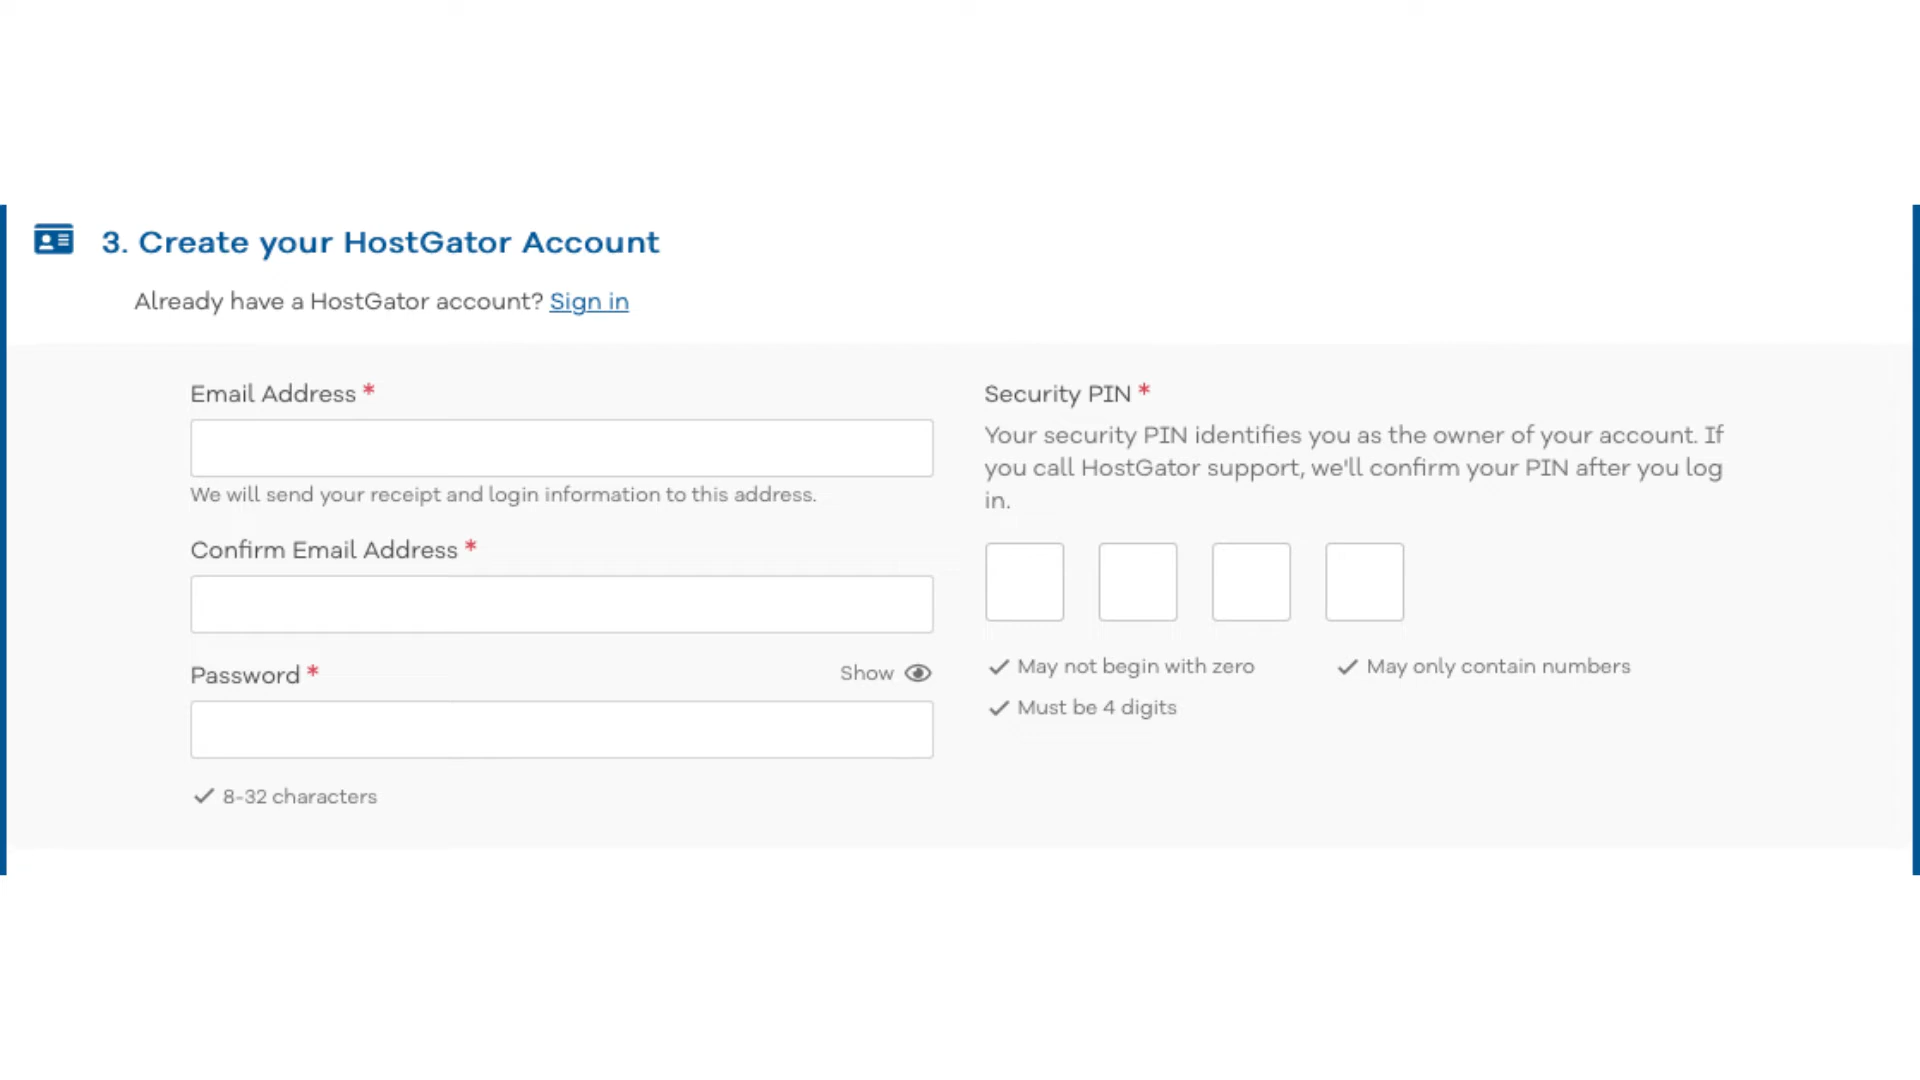 3. Create your HostGator Account
Already have a HostGator account? Sign in
Email Address *
We will send your receipt and login information to this address.
Confirm Email Address *
Password *
Show
8-32 characters
Security PIN *
Your security PIN identifies you as the owner of your account. If
you call HostGator support, we'll confirm your PIN after you log
in.
May not begin with zero
May only contain numbers
Must be 4 digits